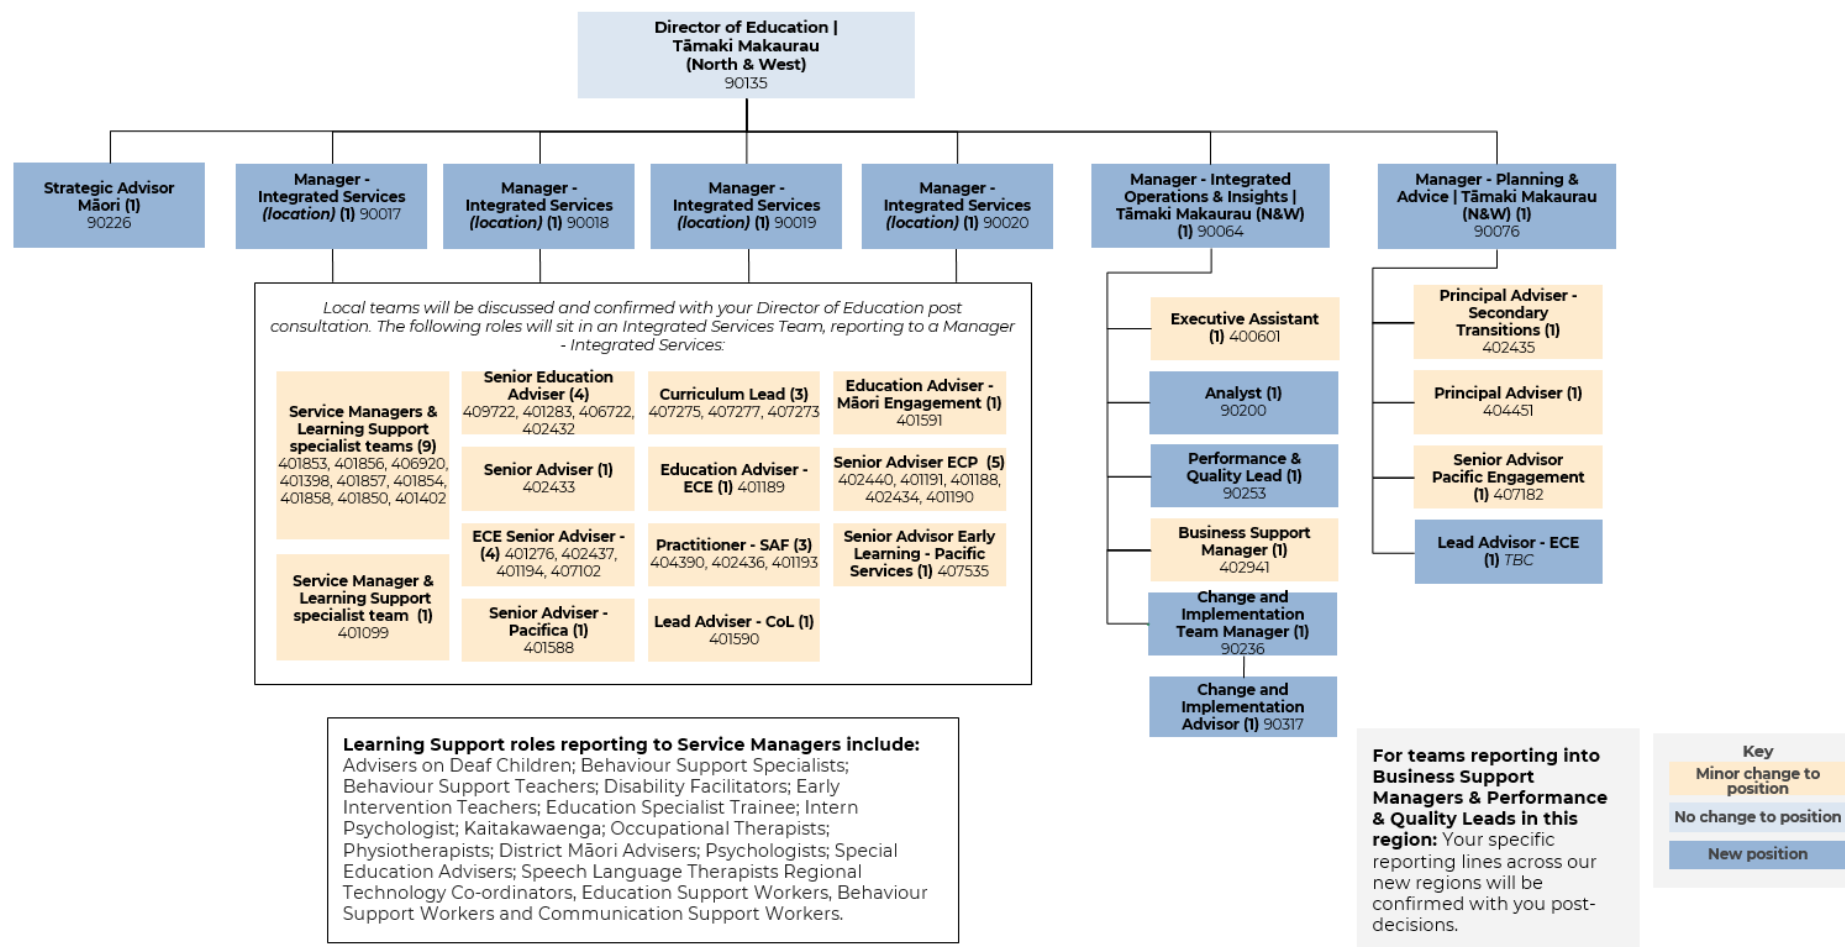 Director of Education |
Tāmaki Makaurau
(North & West)
90135
Strategic Advisor
Māori (1)
90226
Manager -
Integrated Services
(location) (1) 90017
Manager -
Integrated Services
(location) (1) 90018
Manager -
Integrated Services
(location) (1) 90019
Manager -
Integrated Services
(location) (1) 90020
Manager - Integrated
Operations & Insights |
Tāmaki Makaurau (N&W)
(1) 90064
Manager - Planning &
Advice | Tāmaki Makaurau
(N&W) (1)
90076
Local teams will be discussed and confirmed with your Director of Education post
consultation. The following roles will sit in an Integrated Services Team, reporting to a Manager
- Integrated Services:
Service Managers &
Learning Support
specialist teams (9)
401853, 401856, 406920,
401398, 401857, 401854,
401858, 401850, 401402
Service Manager &
Learning Support
specialist team (1)
401099
Senior Education
Adviser (4)
409722, 401283, 406722,
402432
Senior Adviser (1)
402433
ECE Senior Adviser -
(4) 401276, 402437,
401194, 407102
Senior Adviser -
Pacifica (1)
401588
Curriculum Lead (3)
407275, 407277, 407273
Education Adviser -
ECE (1) 401189
Practitioner - SAF (3)
404390, 402436, 401193
Lead Adviser - CoL (1)
401590
Education Adviser -
Māori Engagement (1)
401591
Senior Adviser ECP (5)
402440, 401191, 401188,
402434, 401190
Senior Advisor Early
Learning - Pacific
Services (1) 407535
Executive Assistant
(1) 400601
Analyst (1)
90200
Performance &
Quality Lead (1)
90253
Business Support
Manager (1)
402941
Change and
Implementation
Team Manager (1)
90236
Change and
Implementation
Advisor (1) 90317
Principal Adviser -
Secondary
Transitions (1)
402435
Principal Adviser (1)
404451
Senior Advisor
Pacific Engagement
(1) 407182
Lead Advisor - ECE
(1) TBC
Learning Support roles reporting to Service Managers include:
Advisers on Deaf Children; Behaviour Support Specialists;
Behaviour Support Teachers; Disability Facilitators; Early
Intervention Teachers; Education Specialist Trainee; Intern
Psychologist; Kaitakawaenga; Occupational Therapists;
Physiotherapists; District Māori Advisers; Psychologists; Special
Education Advisers; Speech Language Therapists Regional
Technology Co-ordinators, Education Support Workers, Behaviour
Support Workers and Communication Support Workers.
For teams reporting into
Business Support
Managers & Performance
& Quality Leads in this
region: Your specific
reporting lines across our
new regions will be
confirmed with you post-
decisions.
Key
Minor change to
position
No change to position
New position